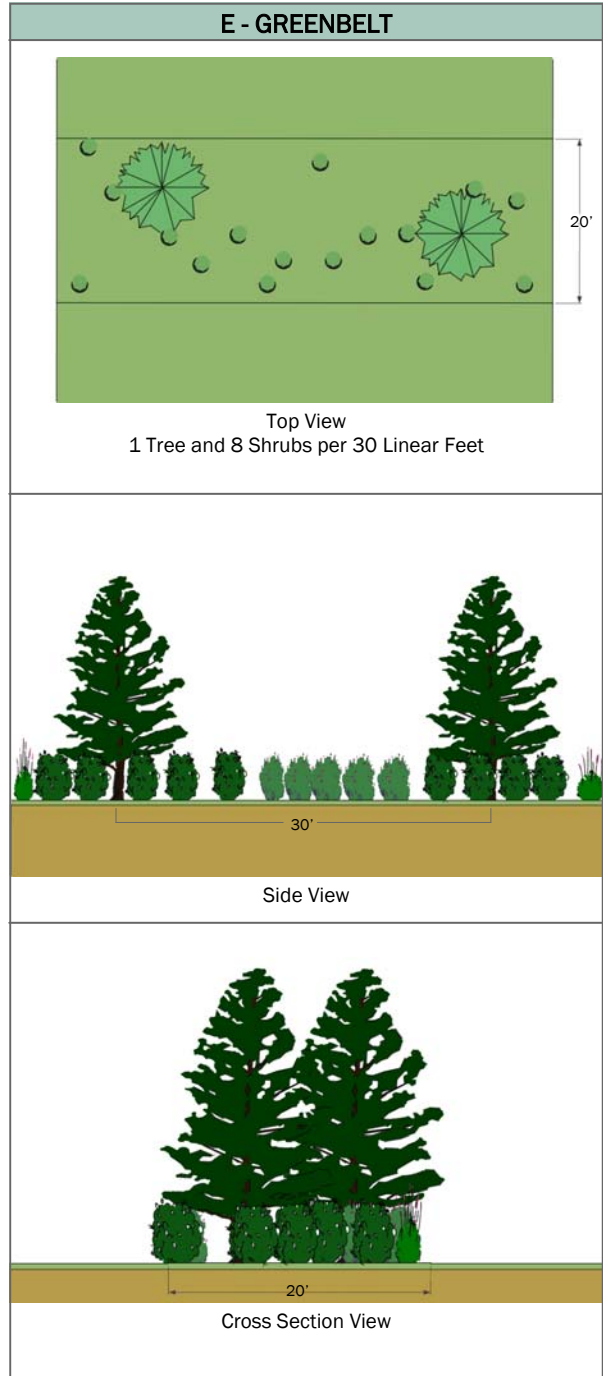 E - GREENBELT
20’
Top View
1 Tree and 8 Shrubs per 30 Linear Feet
30’
Side View
20’
Cross Section View